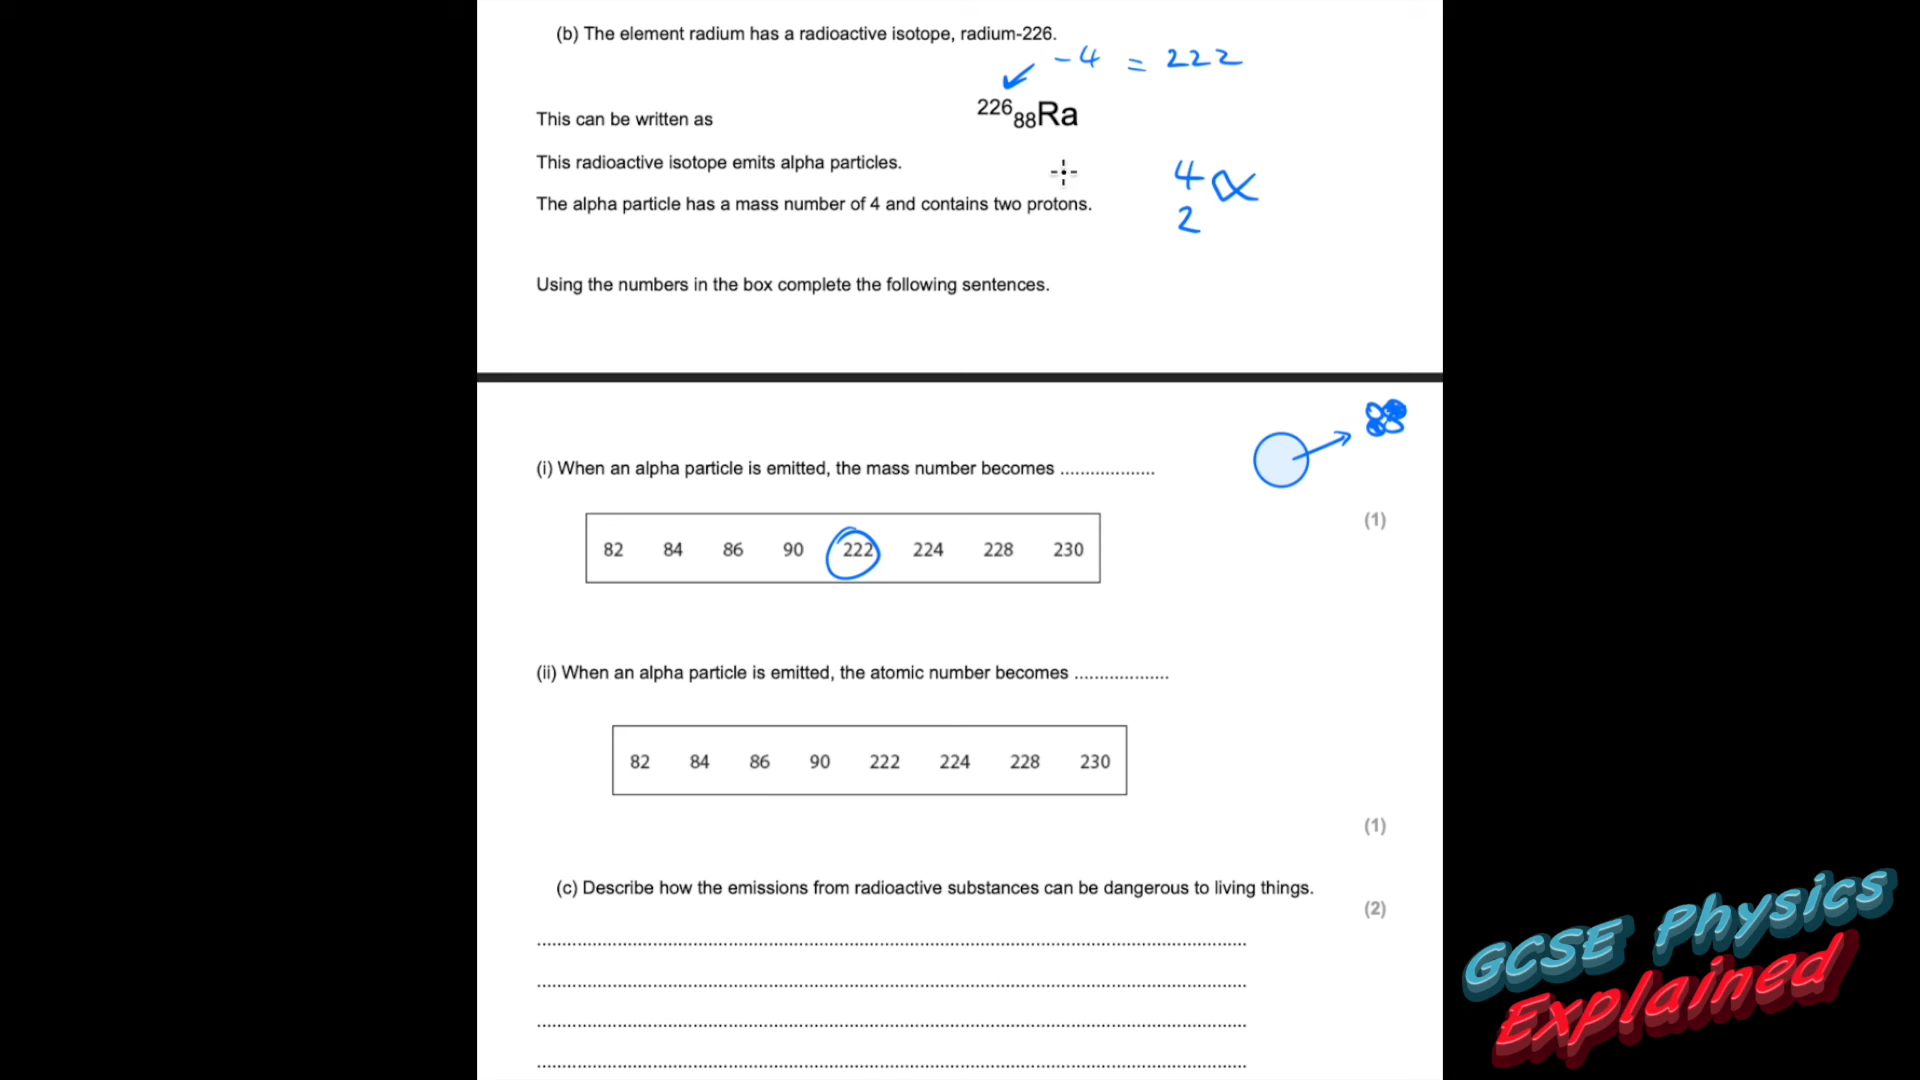 (b) The element radium has a radioactive isotope, radium-226.
- 4 = 222
This can be written as ²²⁶₈₈Ra
This radioactive isotope emits alpha particles.
4
2 α
The alpha particle has a mass number of 4 and contains two protons.
Using the numbers in the box complete the following sentences.
(i) When an alpha particle is emitted, the mass number becomes ...................
(1)
82 84 86 90 222 224 228 230
(ii) When an alpha particle is emitted, the atomic number becomes ...................
82 84 86 90 222 224 228 230
(1)
(c) Describe how the emissions from radioactive substances can be dangerous to living things.
(2)
GCSE Physics
Explained